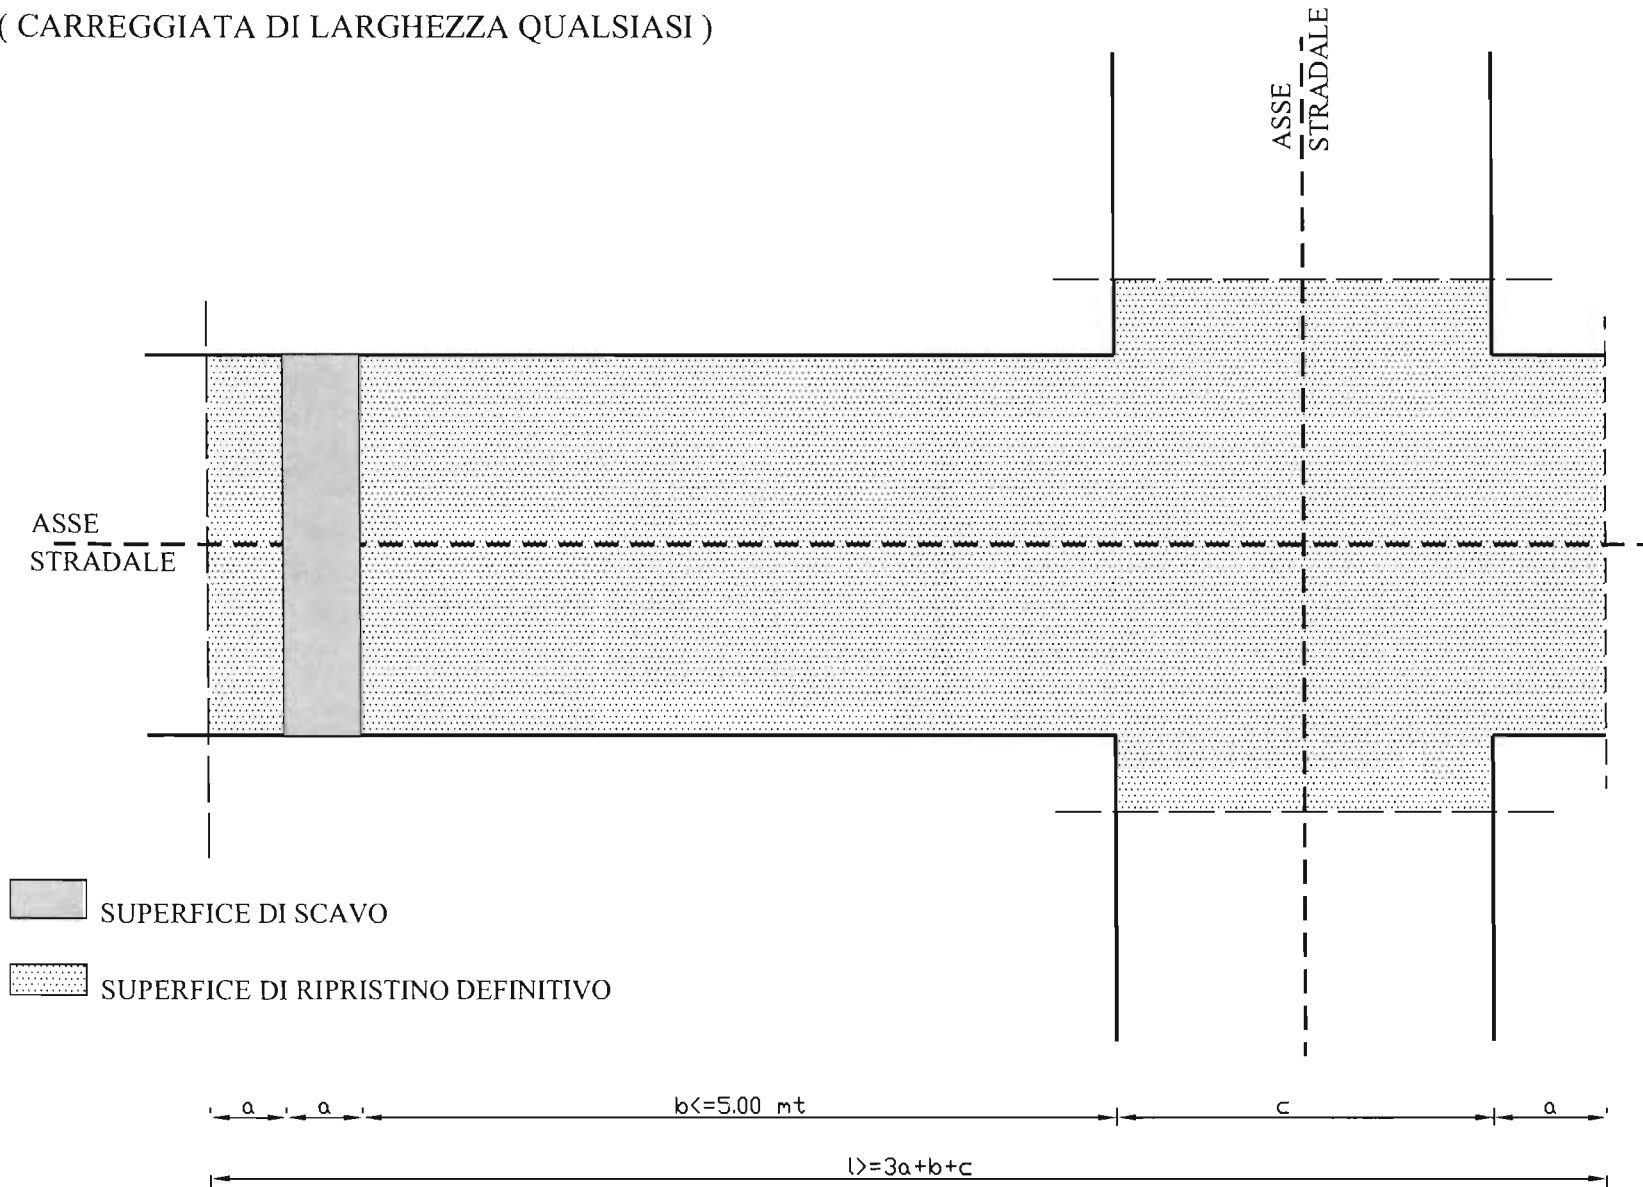 ( CARREGGIATA DI LARGHEZZA QUALSIASI )
ASSE
STRADALE
ASSE
STRADALE
SUPERFICE DI SCAVO
SUPERFICE DI RIPRISTINO DEFINITIVO
a a b<=5.00 mt c a
l>=3a+b+c